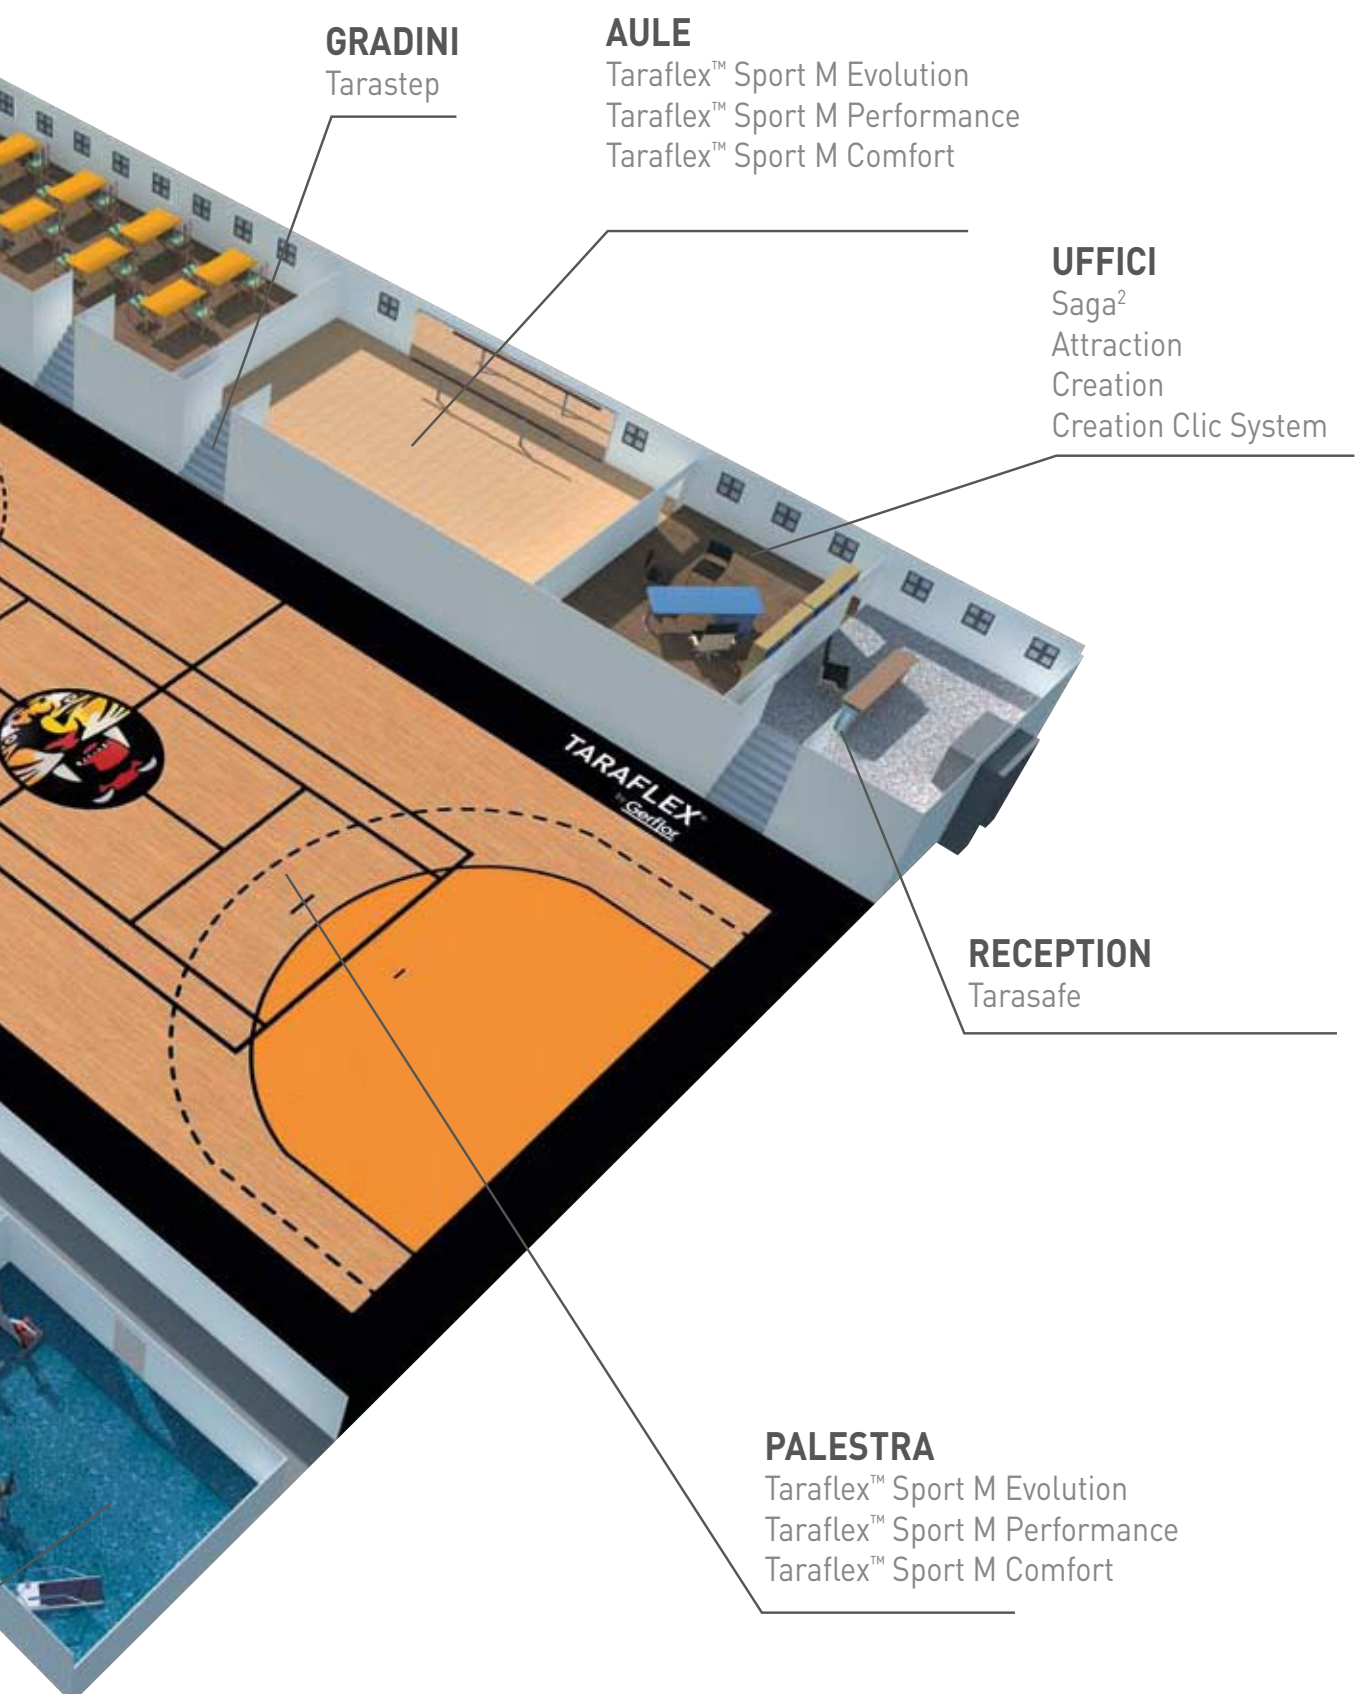 GRADINI
Tarastep
AULE
Taraflex™ Sport M Evolution
Taraflex™ Sport M Performance
Taraflex™ Sport M Comfort
UFFICI
Saga²
Attraction
Creation
Creation Clic System
TARAFLEX®
by Gerflor
RECEPTION
Tarasafe
PALESTRA
Taraflex™ Sport M Evolution
Taraflex™ Sport M Performance
Taraflex™ Sport M Comfort